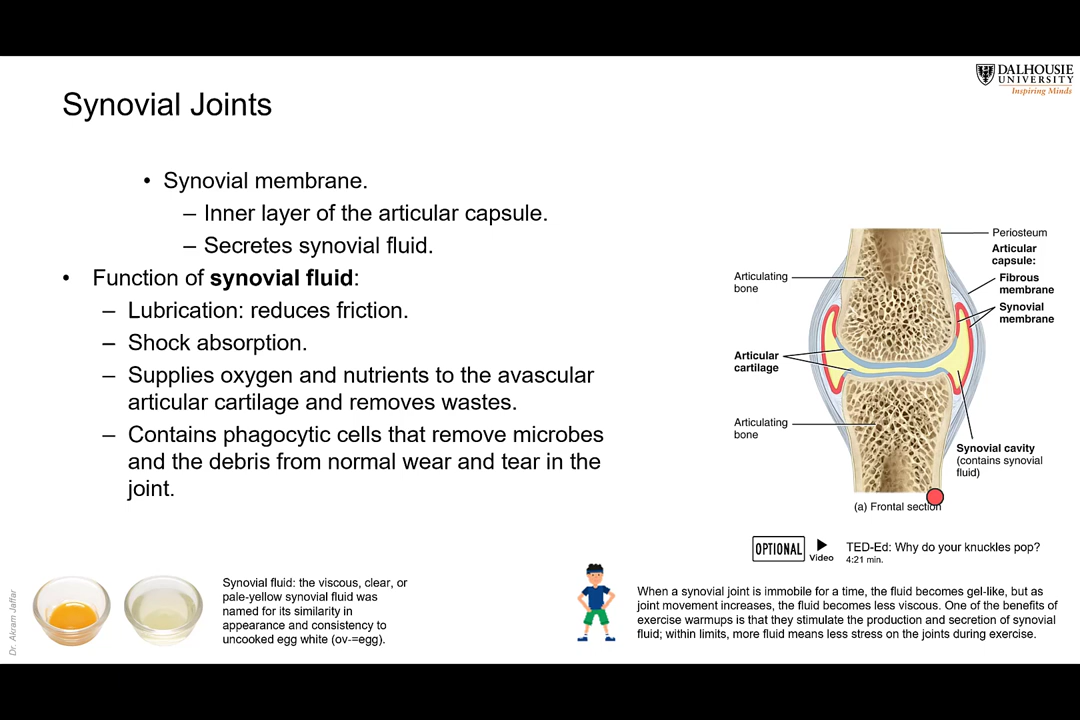 DALHOUSIE
UNIVERSITY
Inspiring Minds
Synovial Joints
• Synovial membrane.
– Inner layer of the articular capsule.
– Secretes synovial fluid.
• Function of synovial fluid:
– Lubrication: reduces friction.
– Shock absorption.
– Supplies oxygen and nutrients to the avascular
articular cartilage and removes wastes.
– Contains phagocytic cells that remove microbes
and the debris from normal wear and tear in the
joint.
Periosteum
Articular
capsule:
Fibrous
membrane
Synovial
membrane
Articulating
bone
Articular
cartilage
Articulating
bone
Synovial cavity
(contains synovial
fluid)
(a) Frontal section
OPTIONAL
Video
TED-Ed: Why do your knuckles pop?
4:21 min.
Synovial fluid: the viscous, clear, or
pale-yellow synovial fluid was
named for its similarity in
appearance and consistency to
uncooked egg white (ov-=egg).
When a synovial joint is immobile for a time, the fluid becomes gel-like, but as
joint movement increases, the fluid becomes less viscous. One of the benefits of
exercise warmups is that they stimulate the production and secretion of synovial
fluid; within limits, more fluid means less stress on the joints during exercise.
Dr. Akram Jaffar